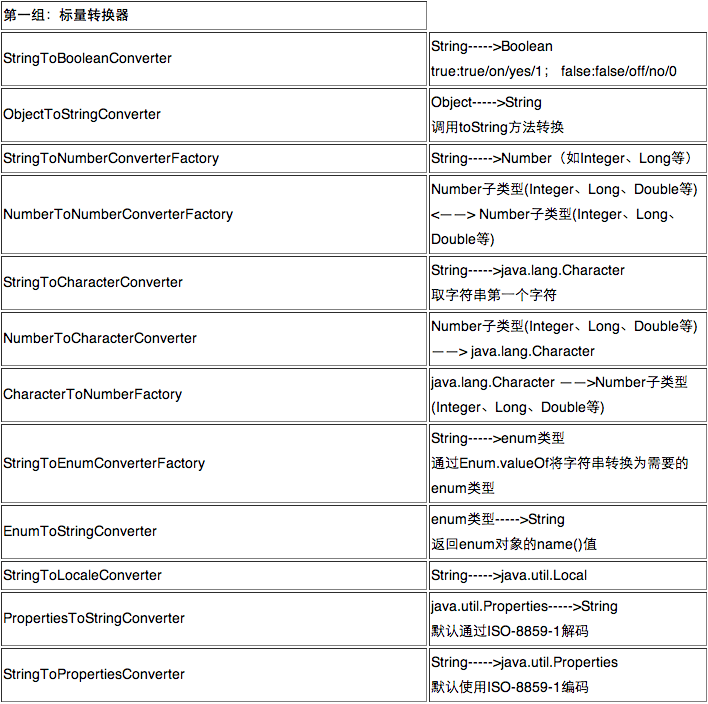 第一组：标量转换器
StringToBooleanConverter
String----->Boolean
true:true/on/yes/1； false:false/off/no/0
ObjectToStringConverter
Object----->String
调用toString方法转换
StringToNumberConverterFactory
String----->Number（如Integer、Long等）
NumberToNumberConverterFactory
Number子类型(Integer、Long、Double等)
<——> Number子类型(Integer、Long、
Double等)
StringToCharacterConverter
String----->java.lang.Character
取字符串第一个字符
NumberToCharacterConverter
Number子类型(Integer、Long、Double等)
——> java.lang.Character
CharacterToNumberFactory
java.lang.Character ——>Number子类型
(Integer、Long、Double等)
StringToEnumConverterFactory
String----->enum类型
通过Enum.valueOf将字符串转换为需要的
enum类型
EnumToStringConverter
enum类型----->String
返回enum对象的name()值
StringToLocaleConverter
String----->java.util.Local
PropertiesToStringConverter
java.util.Properties----->String
默认通过ISO-8859-1解码
StringToPropertiesConverter
String----->java.util.Properties
默认使用ISO-8859-1编码